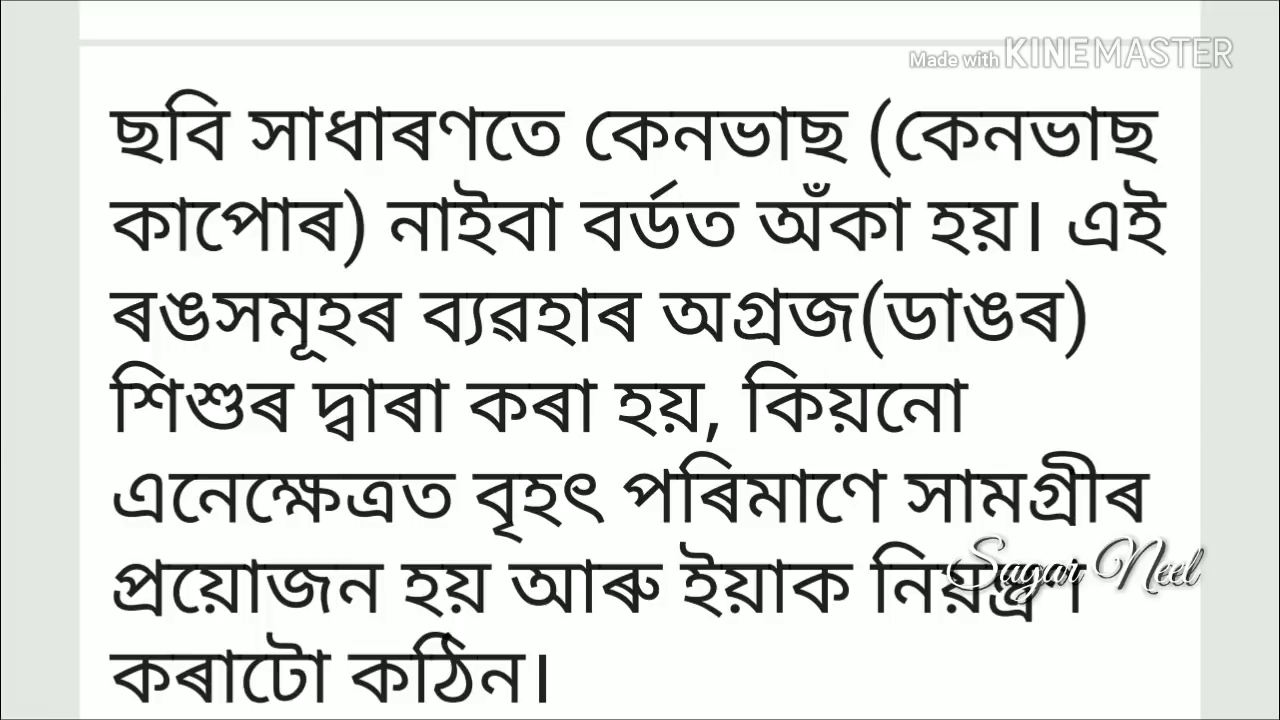 Made with KINEMASTER
ছবি সাধাৰণতে কেনভাছ (কেনভাছ
কাপোৰ) নাইবা বৰ্ডত অঁকা হয়। এই
ৰঙসমূহৰ ব্যৱহাৰ অগ্ৰজ(ডাঙৰ)
শিশুৰ দ্বাৰা কৰা হয়, কিয়নো
এনেক্ষেত্ৰত বৃহৎ পৰিমাণে সামগ্ৰীৰ
প্ৰয়োজন হয় আৰু ইয়াক নিয়ন্ত্ৰণ
Sagar Neel
কৰাটো কঠিন।